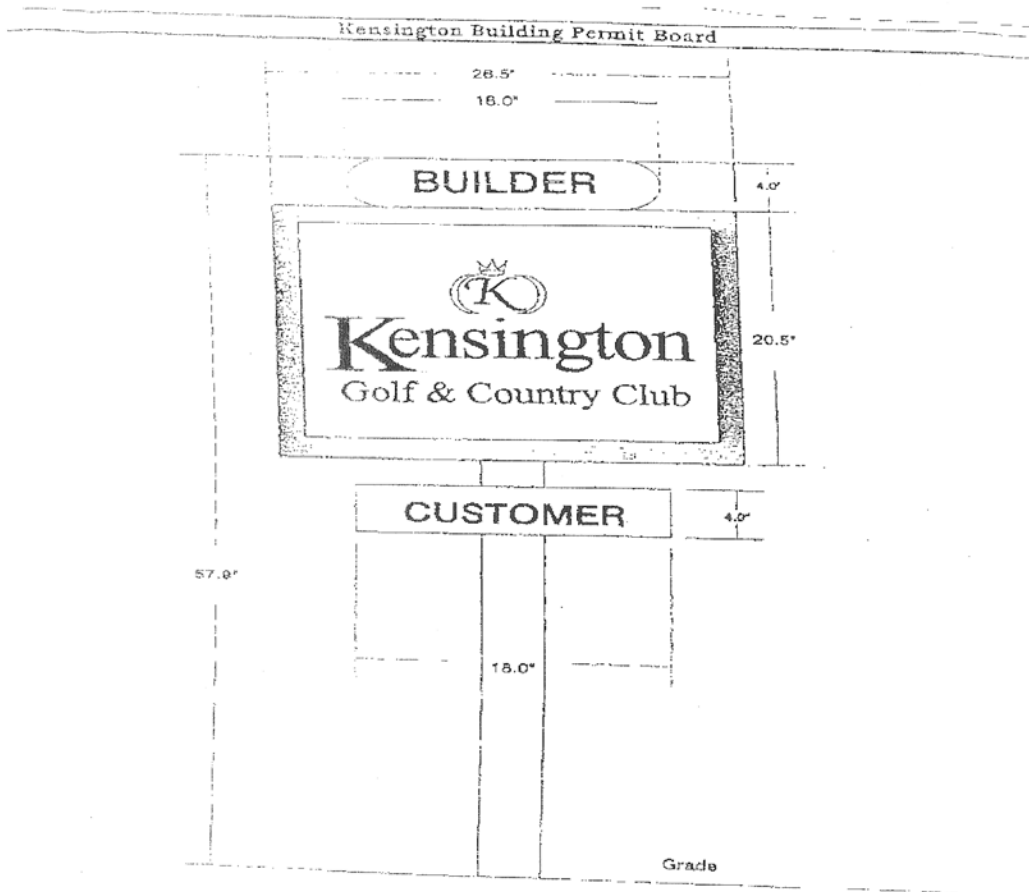 Kensington Building Permit Board
26.5"
18.0"
BUILDER
4.0"
K
Kensington
Golf & Country Club
20.5"
CUSTOMER
4.0"
57.9"
18.0"
Grade